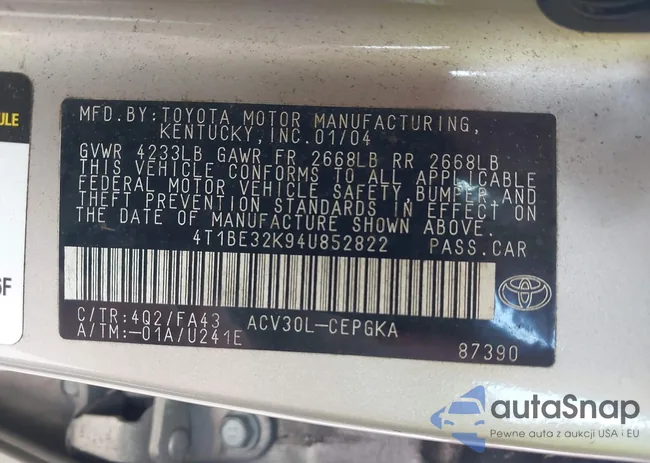 MFD.BY:TOYOTA MOTOR MANUFACTURING,
KENTUCKY,INC.01/04
GVWR 4233LB GAWR FR 2668LB RR 2668LB
THIS VEHICLE CONFORMS TO ALL APPLICABLE
FEDERAL MOTOR VEHICLE SAFETY, BUMPER AND
THEFT PREVENTION STANDARDS IN EFFECT ON
THE DATE OF MANUFACTURE SHOWN ABOVE.
4T1BE32K94U852822 PASS.CAR
C/TR:4Q2/FA43 ACV30L-CEPGKA
A/TM:-01A/U241E
87390
autaSnap
Pewne auta z aukcji USA i EU